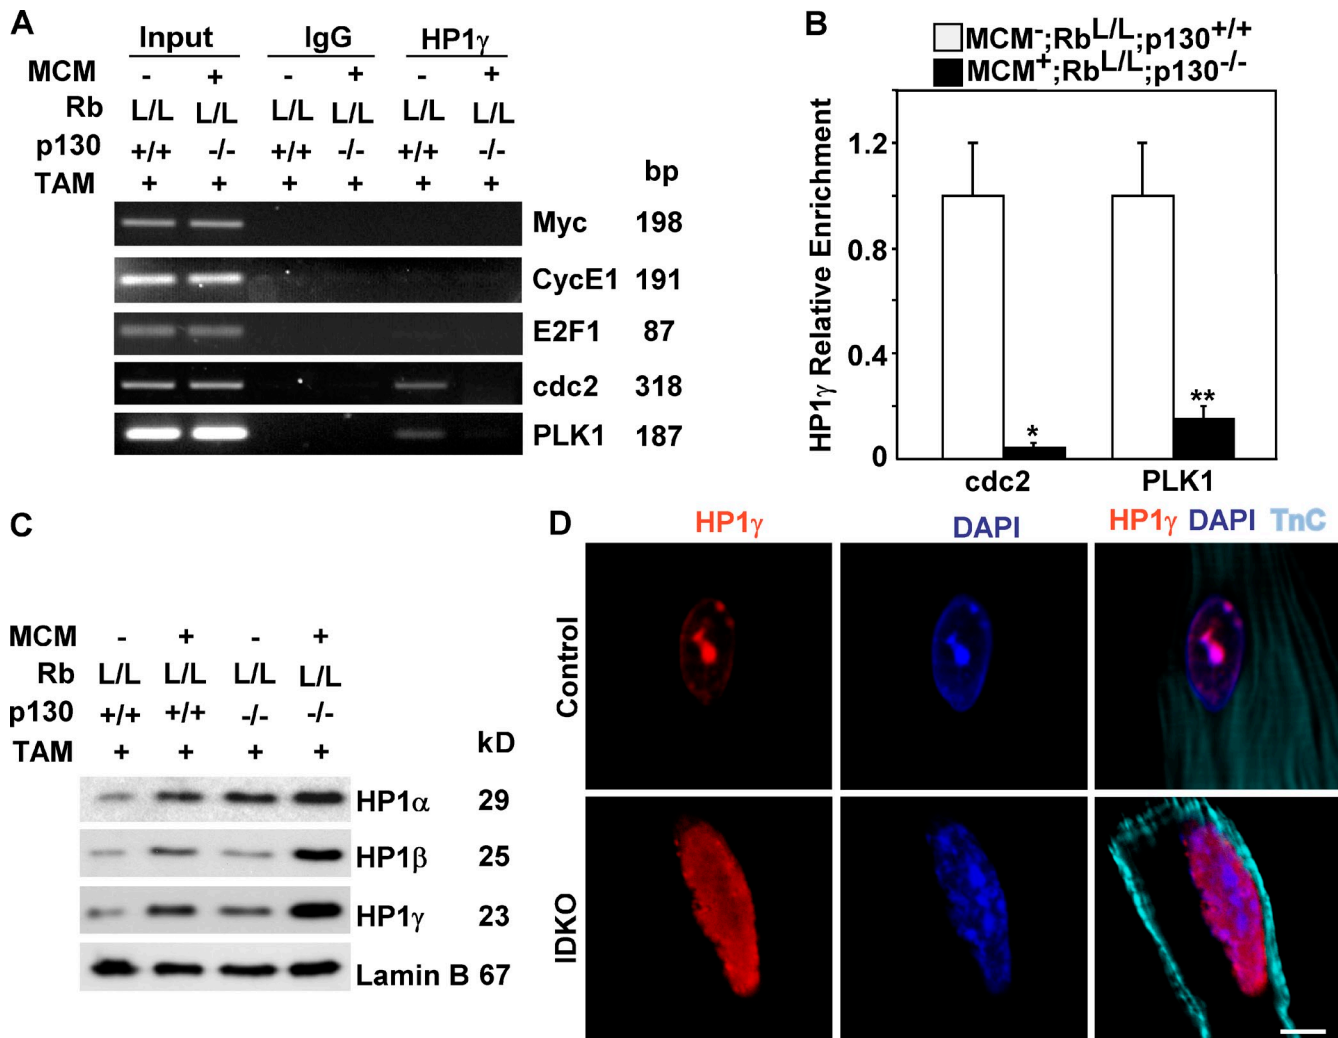 A
Input IgG HP1γ
MCM - + - + - +
Rb L/L L/L L/L L/L L/L L/L
p130 +/+ -/- +/+ -/- +/+ -/-
TAM + + + + + +
bp
Myc 198
CycE1 191
E2F1 87
cdc2 318
PLK1 187
B
MCM-;RbL/L;p130+/+
MCM+;RbL/L;p130-/-
HP1γ Relative Enrichment
1.2
0.8
0.4
0
*
**
cdc2 PLK1
C
MCM - + - +
Rb L/L L/L L/L L/L
p130 +/+ +/+ -/- -/-
TAM + + + +
kD
HP1α 29
HP1β 25
HP1γ 23
Lamin B 67
D
HP1γ DAPI HP1γ DAPI TnC
Control
IDKO